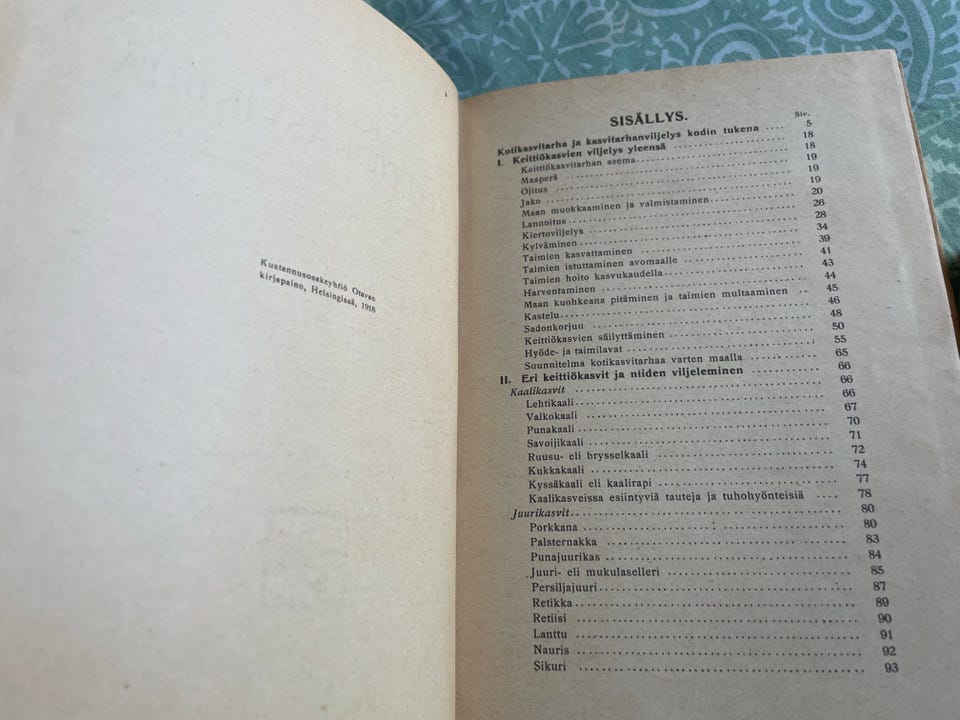 Kustannusosakeyhtiö Otavan
kirjapaino, Helsingissä, 1918
SISÄLLYS.
Siv.
Kotikasvitarha ja kasvitarhanviljelys kodin tukena .... 5
I. Keittiökasvien viljelys yleensä .... 18
Keittiökasvitarhan asema .... 18
Maaperä .... 19
Ojitus .... 19
Jako .... 19
Maan muokkaaminen ja valmistaminen .... 20
Lannoitus .... 26
Kiertoviljelys .... 28
Kylväminen .... 34
Taimien kasvattaminen .... 39
Taimien istuttaminen avomaalle .... 41
Taimien hoito kasvukaudella .... 43
Harventaminen .... 44
Maan kuohkeana pitäminen ja taimien multaaminen .. 45
Kastelu .... 46
Sadonkorjuu .... 48
Keittiökasvien säilyttäminen .... 50
Hyöde- ja taimilavat .... 55
Suunnitelma kotikasvitarhaa varten maalla .... 65
II. Eri keittiökasvit ja niiden viljeleminen .... 66
Kaalikasvit .... 66
Lehtikaali .... 66
Valkokaali .... 67
Punakaali .... 70
Savoijikaali .... 71
Ruusu- eli brysselkaali .... 72
Kukkakaali .... 74
Kyssäkaali eli kaalirapi .... 77
Kaalikasveissa esiintyviä tauteja ja tuhohyönteisiä .... 78
Juurikasvit .... 80
Porkkana .... 80
Palsternakka .... 83
Punajuurikas .... 84
Juuri- eli mukulaselleri .... 85
Persiljajuuri .... 87
Retikka .... 89
Retiisi .... 90
Lanttu .... 91
Nauris .... 92
Sikuri .... 93